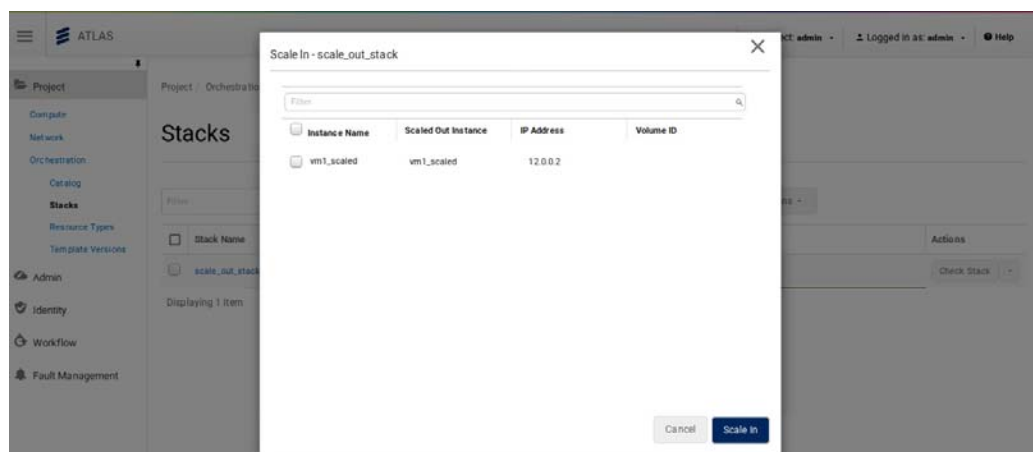 ATLAS
ct: admin
Logged in as: admin
Help
Project
Compute
Network
Orchestration
Catalog
Stacks
Resource Types
Template Versions
Admin
Identity
Workflow
Fault Management
Project / Orchestratio
Stacks
Filter
Stack Name
Actions
scale_out_stack
Check Stack
Displaying 1 item
Scale In - scale_out_stack
Filter
Instance Name Scaled Out Instance IP Address Volume ID
vm1_scaled vm1_scaled 12.0.0.2
Cancel Scale In